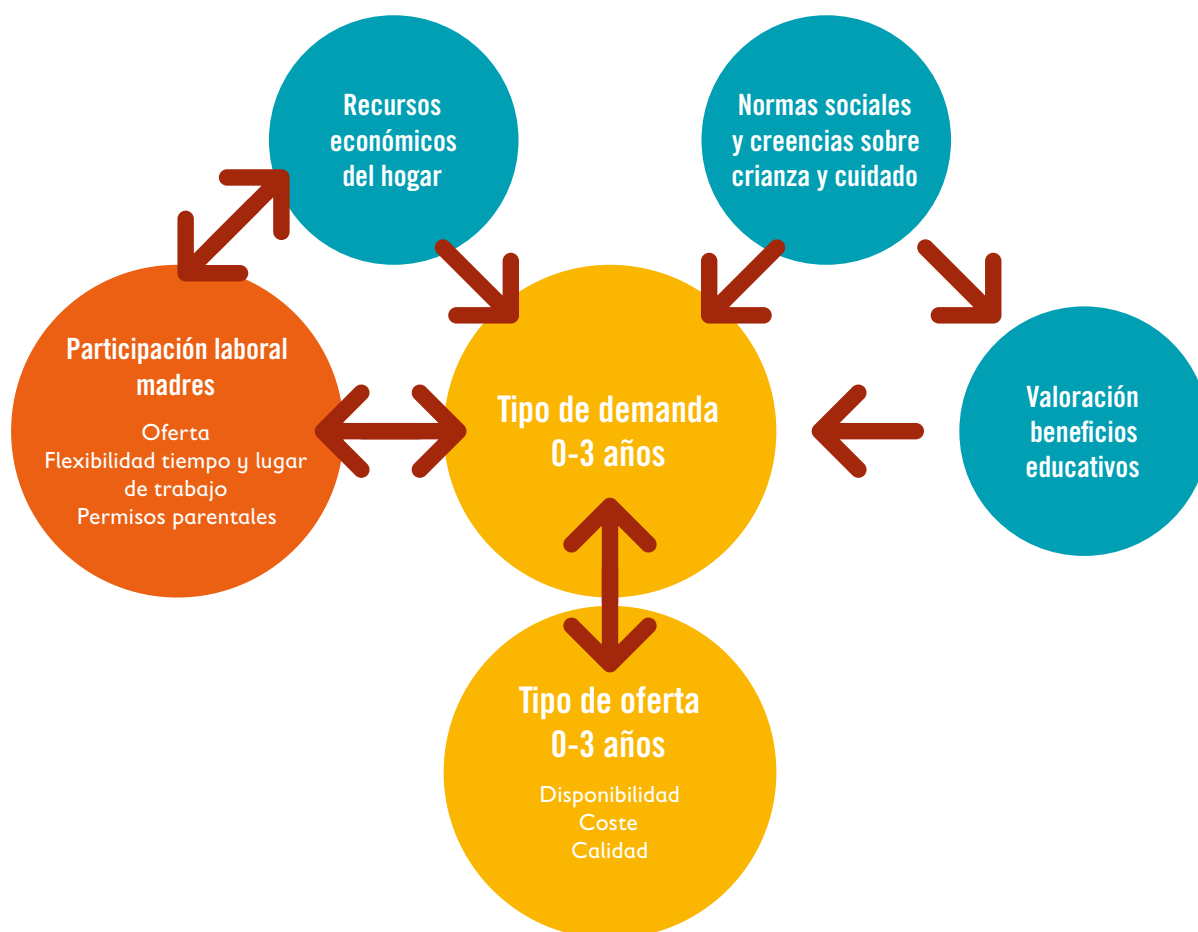 Recursos
económicos
del hogar
Normas sociales
y creencias sobre
crianza y cuidado
Participación laboral
madres
Oferta
Flexibilidad tiempo y lugar
de trabajo
Permisos parentales
Tipo de demanda
0-3 años
Valoración
beneficios
educativos
Tipo de oferta
0-3 años
Disponibilidad
Coste
Calidad